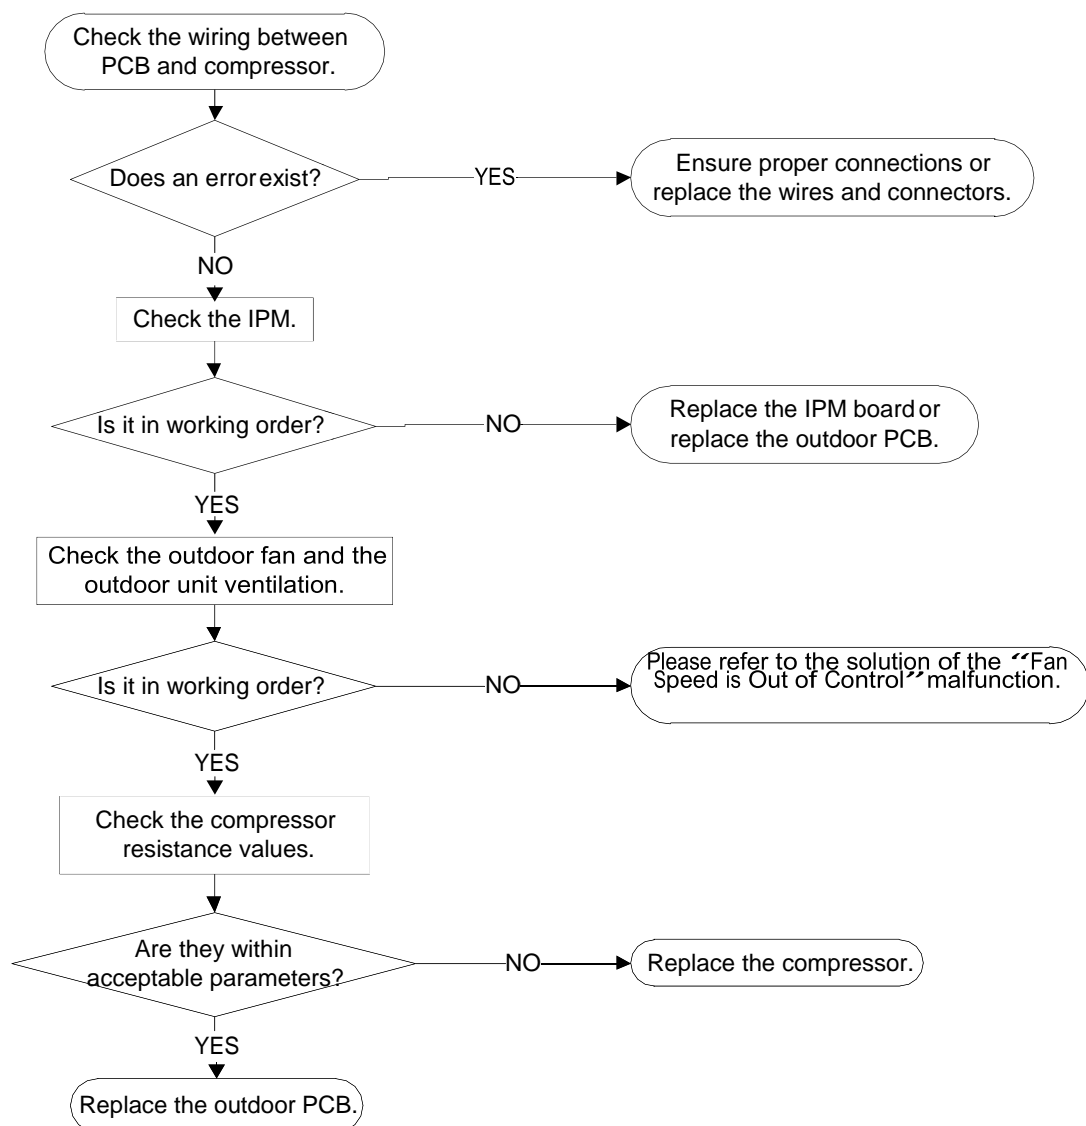 Check the wiring between
PCB and compressor.
Does an error exist?
YES
Ensure proper connections or
replace the wires and connectors.
NO
Check the IPM.
Is it in working order?
NO
Replace the IPM board or
replace the outdoor PCB.
YES
Check the outdoor fan and the
outdoor unit ventilation.
Is it in working order?
NO
Please refer to the solution of the “Fan
Speed is Out of Control” malfunction.
YES
Check the compressor
resistance values.
Are they within
acceptable parameters?
NO
Replace the compressor.
YES
Replace the outdoor PCB.